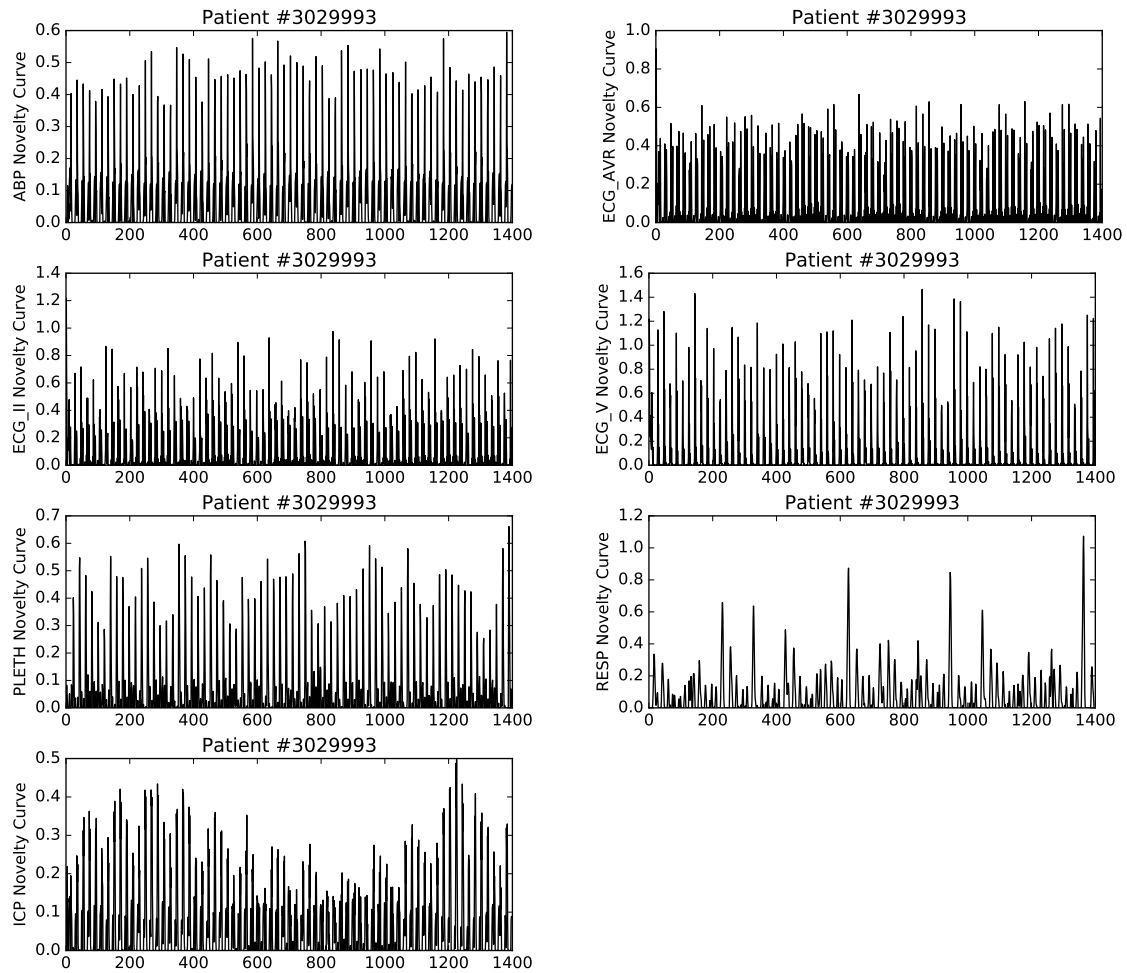 Patient #3029993
ABP Novelty Curve
0.6
0.5
0.4
0.3
0.2
0.1
0.0
0 200 400 600 800 1000 1200 1400
Patient #3029993
ECG_AVR Novelty Curve
1.0
0.8
0.6
0.4
0.2
0.0
0 200 400 600 800 1000 1200 1400
Patient #3029993
ECG_II Novelty Curve
1.4
1.2
1.0
0.8
0.6
0.4
0.2
0.0
0 200 400 600 800 1000 1200 1400
Patient #3029993
ECG_V Novelty Curve
1.6
1.4
1.2
1.0
0.8
0.6
0.4
0.2
0.0
0 200 400 600 800 1000 1200 1400
Patient #3029993
PLETH Novelty Curve
0.7
0.6
0.5
0.4
0.3
0.2
0.1
0.0
0 200 400 600 800 1000 1200 1400
Patient #3029993
RESP Novelty Curve
1.2
1.0
0.8
0.6
0.4
0.2
0.0
0 200 400 600 800 1000 1200 1400
Patient #3029993
ICP Novelty Curve
0.5
0.4
0.3
0.2
0.1
0.0
0 200 400 600 800 1000 1200 1400